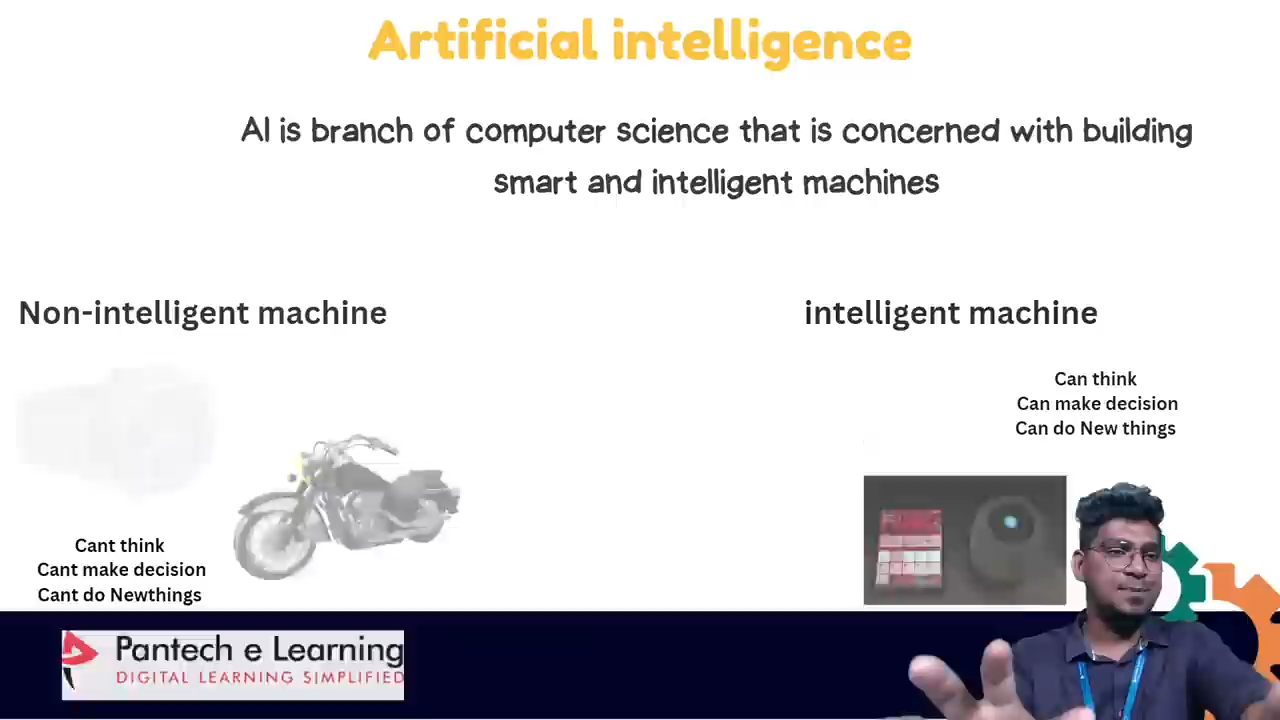 Artificial intelligence
AI is branch of computer science that is concerned with building
smart and intelligent machines
Non-intelligent machine
intelligent machine
Can think
Can make decision
Can do New things
Cant think
Cant make decision
Cant do Newthings
Pantech e Learning
DIGITAL LEARNING SIMPLIFIED